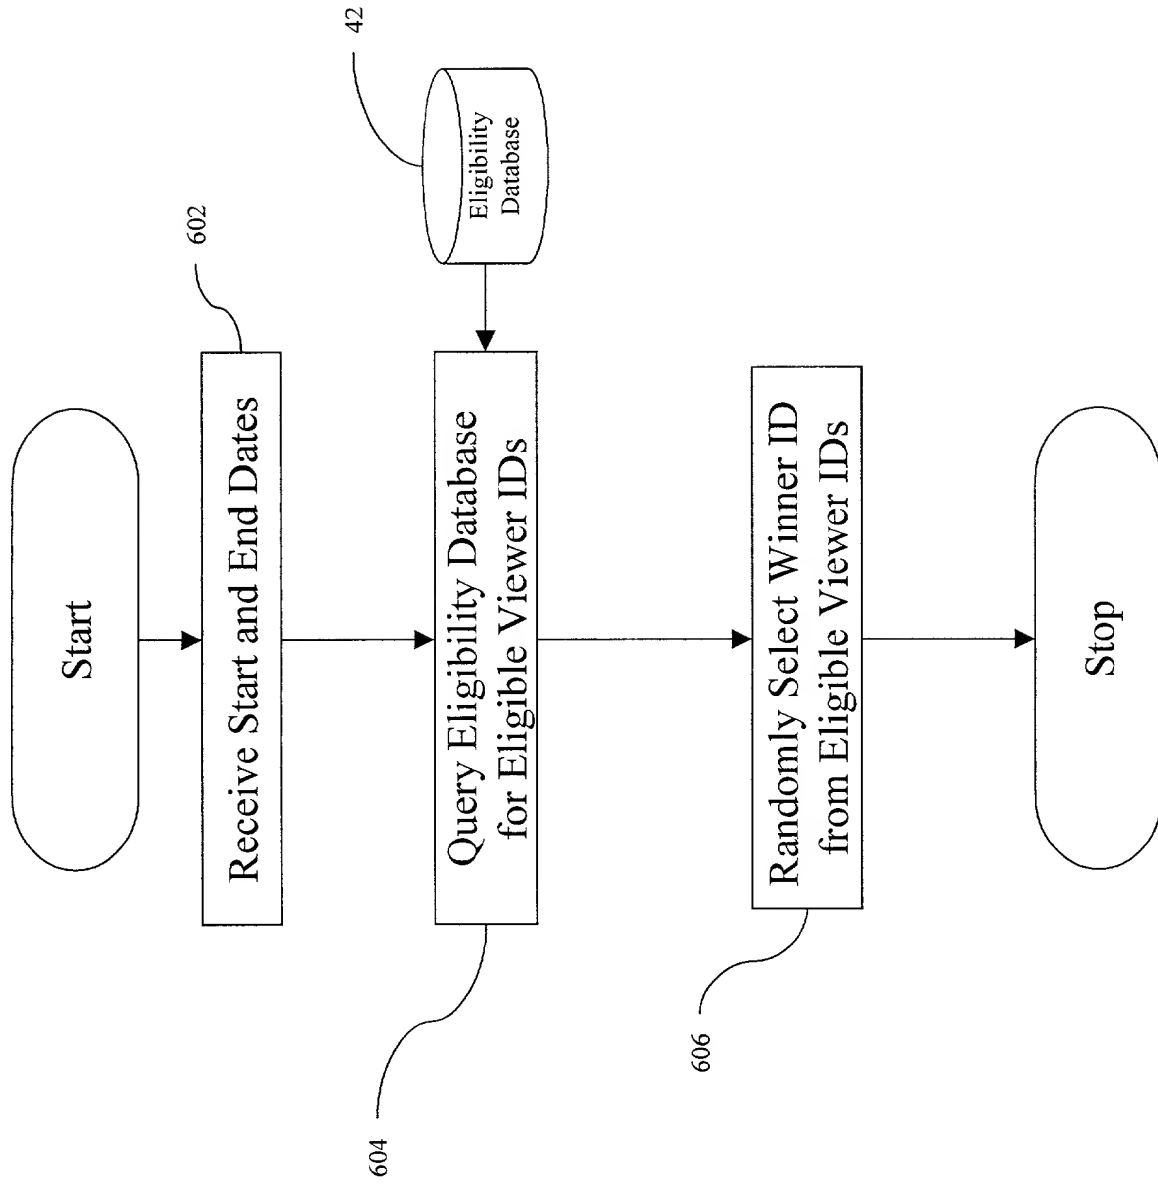 Start
602
Receive Start and End Dates
42
Eligibility
Database
Query Eligibility Database
for Eligible Viewer IDs
604
Randomly Select Winner ID
from Eligible Viewer IDs
606
Stop